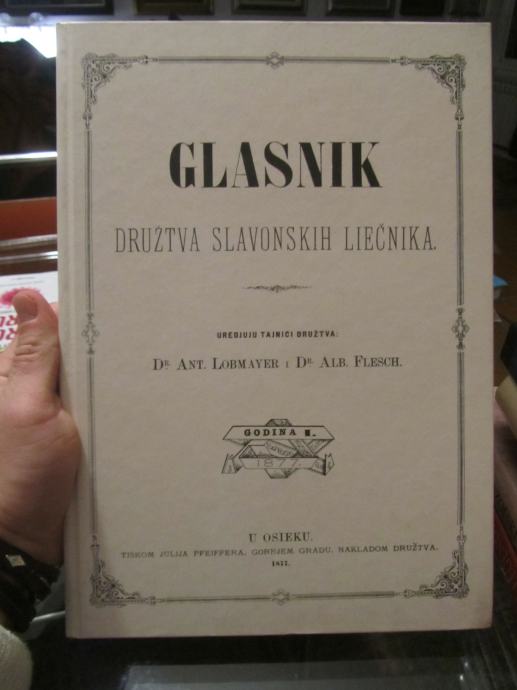 GLASNIK
DRUŽTVA SLAVONSKIH LIEČNIKA.
UREDJUJU TAJNICI DRUŽTVA:
DR. ANT. LOBMAYER I DR. ALB. FLESCH.
GODINA I.
1877.
U OSIEKU.
TISKOM JULIJA PFEIFFERA, GORNJEM GRADU, NAKLADOM DRUŽTVA.
1877.